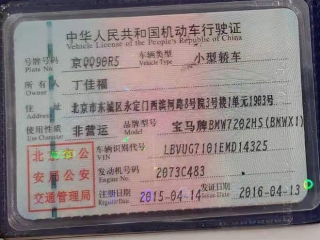 中华人民共和国机动车行驶证
Vehicle License of the People's Republic of China
号牌号码 京QQ90R5 车辆类型 小型轿车
Plate No. Vehicle Type
所有人 丁佳福
Owner
住址 北京市东城区永定门西滨河路8号院3号楼1单元1903号
Address
使用性质 非营运 品牌型号 宝马牌BMW7202HS(BMWX1)
Use Character Model
北京市公安局公安交通管理局
车辆识别代号 LBVUG7101EMD14325
VIN
发动机号码 2073C483
Engine No.
注册日期 2015-04-14 发证日期 2016-04-13
Register Date Issue Date